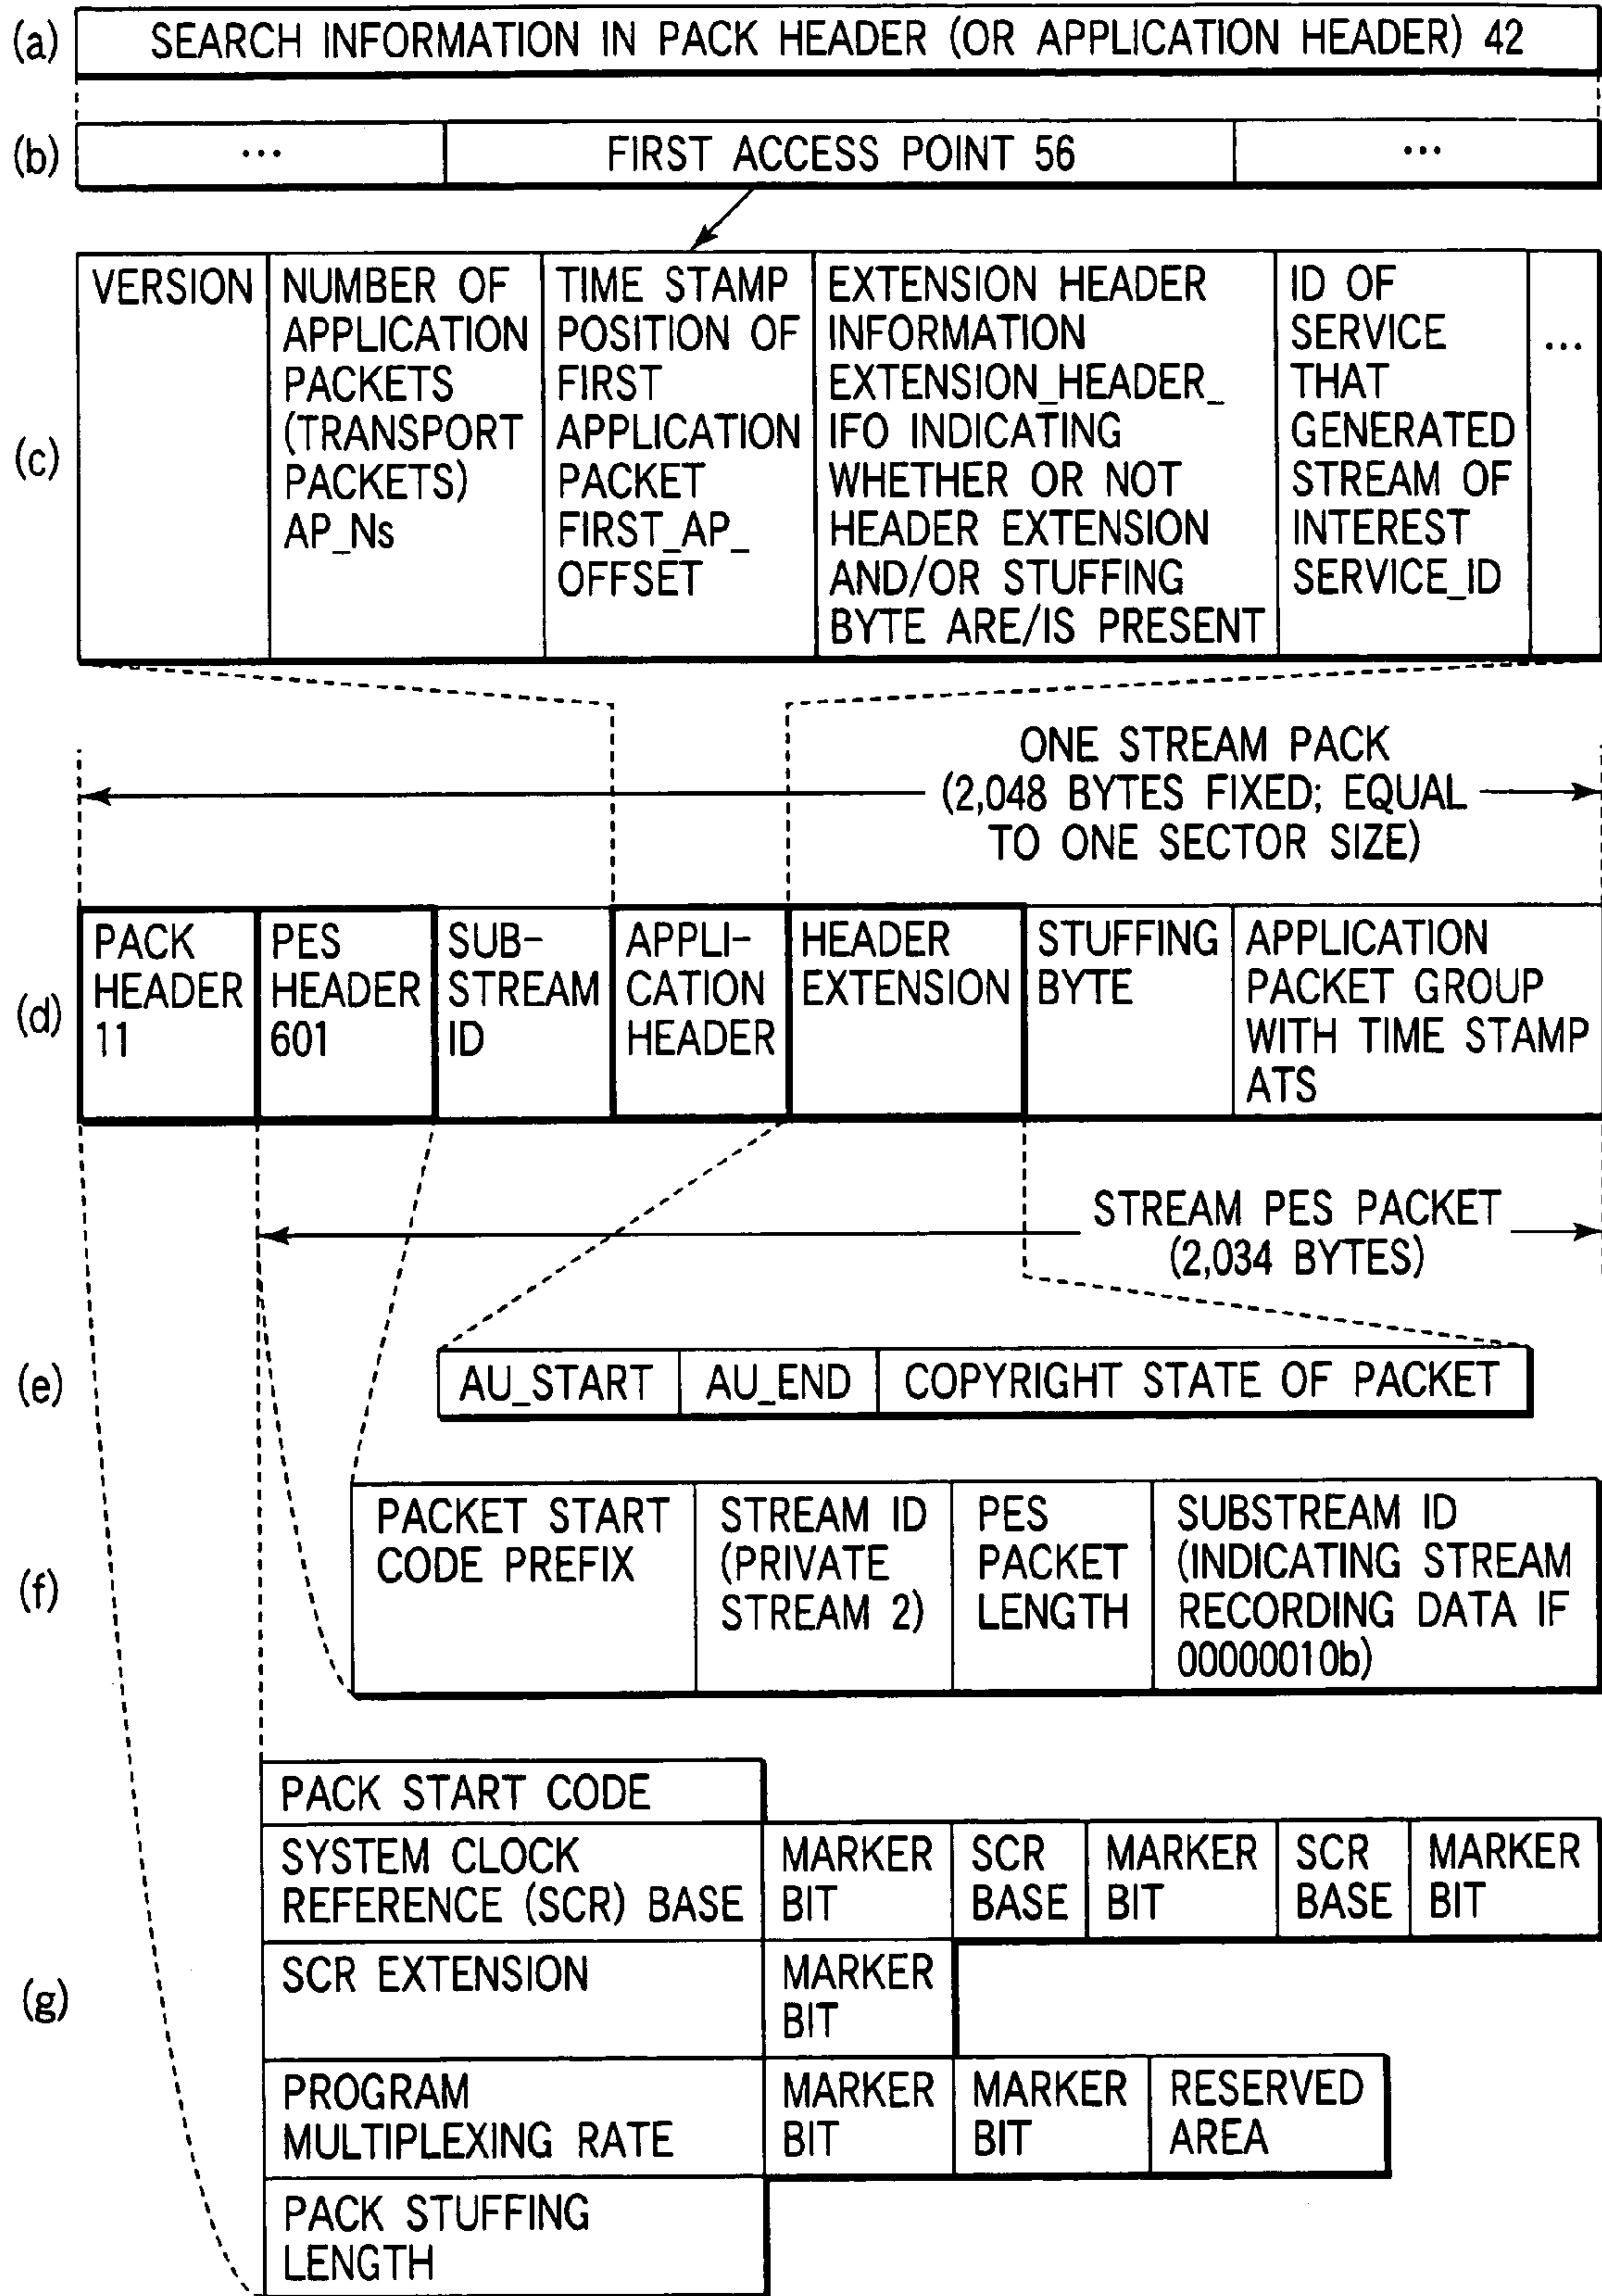 (a)
SEARCH INFORMATION IN PACK HEADER (OR APPLICATION HEADER) 42
(b)
...
FIRST ACCESS POINT 56
...
(c)
VERSION
NUMBER OF
APPLICATION
PACKETS
(TRANSPORT
PACKETS)
AP_Ns
TIME STAMP
POSITION OF
FIRST
APPLICATION
PACKET
FIRST_AP_
OFFSET
EXTENSION HEADER
INFORMATION
EXTENSION_HEADER_
IFO INDICATING
WHETHER OR NOT
HEADER EXTENSION
AND/OR STUFFING
BYTE ARE/IS PRESENT
ID OF
SERVICE
THAT
GENERATED
STREAM OF
INTEREST
SERVICE_ID
...
ONE STREAM PACK
(2,048 BYTES FIXED; EQUAL
TO ONE SECTOR SIZE)
(d)
PACK
HEADER
11
PES
HEADER
601
SUB-
STREAM
ID
APPLI-
CATION
HEADER
HEADER
EXTENSION
STUFFING
BYTE
APPLICATION
PACKET GROUP
WITH TIME STAMP
ATS
STREAM PES PACKET
(2,034 BYTES)
(e)
AU_START
AU_END
COPYRIGHT STATE OF PACKET
(f)
PACKET START
CODE PREFIX
STREAM ID
(PRIVATE
STREAM 2)
PES
PACKET
LENGTH
SUBSTREAM ID
(INDICATING STREAM
RECORDING DATA IF
00000010b)
(g)
PACK START CODE
SYSTEM CLOCK
REFERENCE (SCR) BASE
MARKER
BIT
SCR
BASE
MARKER
BIT
SCR
BASE
MARKER
BIT
SCR EXTENSION
MARKER
BIT
PROGRAM
MULTIPLEXING RATE
MARKER
BIT
MARKER
BIT
RESERVED
AREA
PACK STUFFING
LENGTH